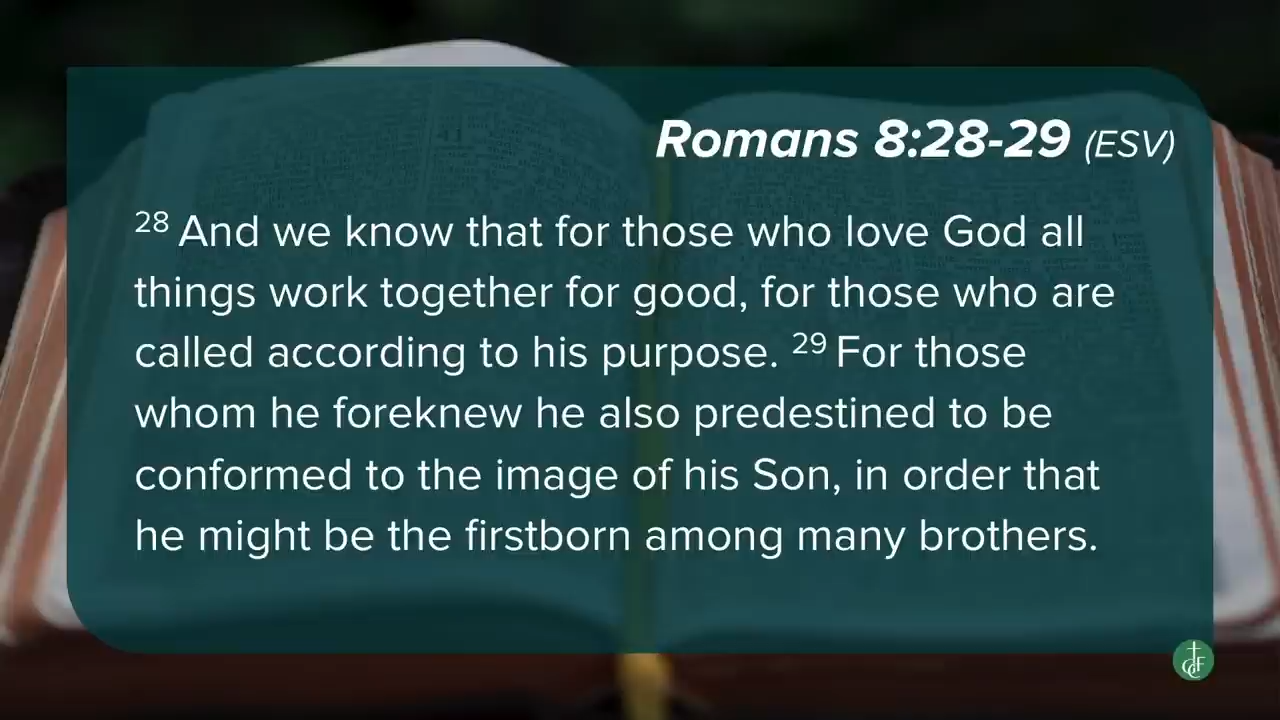 Romans 8:28-29 (ESV)
28 And we know that for those who love God all
things work together for good, for those who are
called according to his purpose. 29 For those
whom he foreknew he also predestined to be
conformed to the image of his Son, in order that
he might be the firstborn among many brothers.